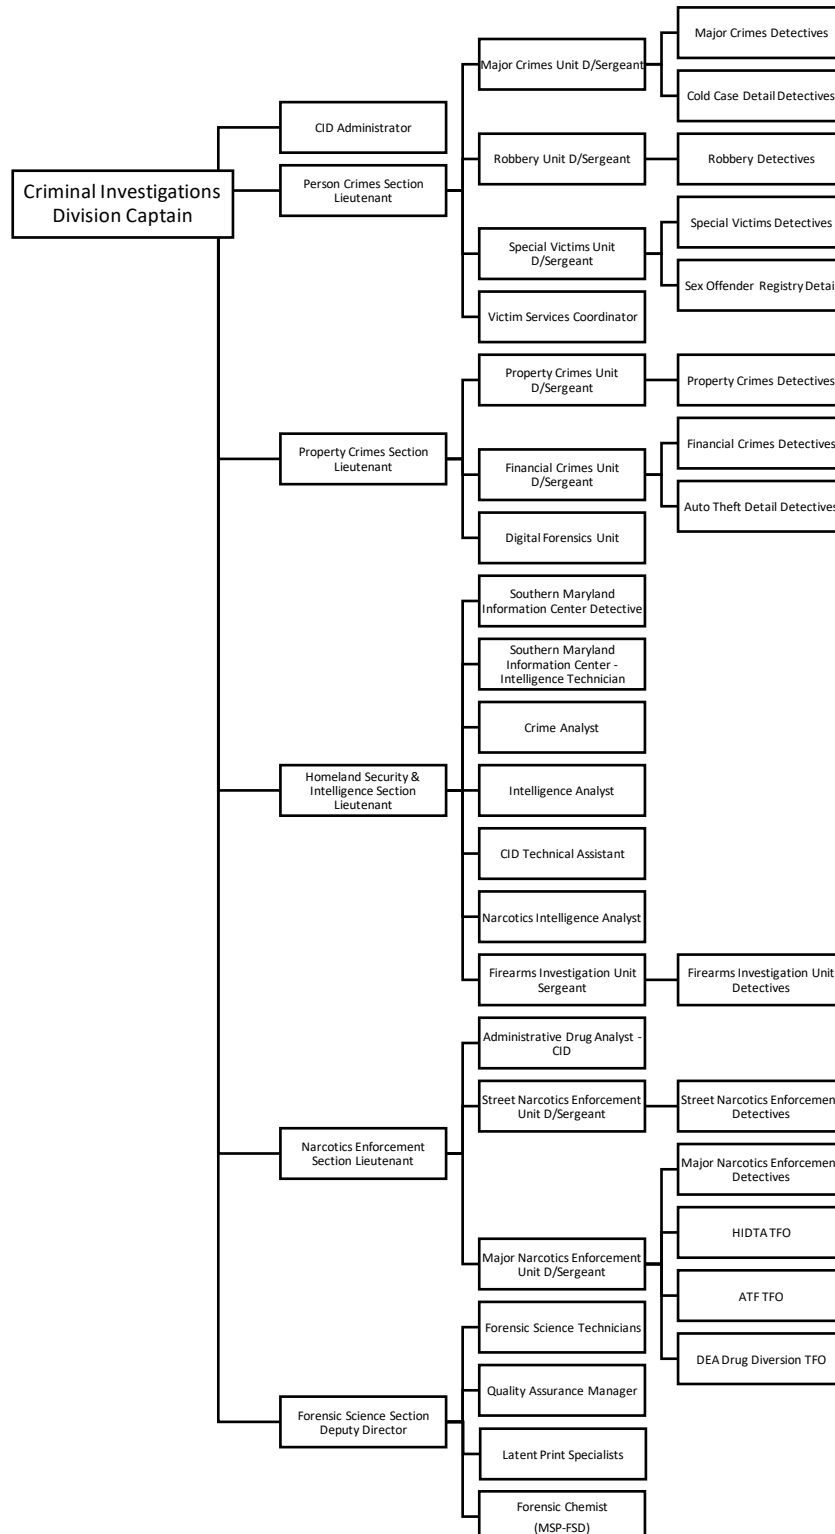 Criminal Investigations
Division Captain
CID Administrator
Person Crimes Section
Lieutenant
Major Crimes Unit D/Sergeant
Major Crimes Detectives
Cold Case Detail Detectives
Robbery Unit D/Sergeant
Robbery Detectives
Special Victims Unit
D/Sergeant
Special Victims Detectives
Sex Offender Registry Detail
Victim Services Coordinator
Property Crimes Section
Lieutenant
Property Crimes Unit
D/Sergeant
Property Crimes Detectives
Financial Crimes Unit
D/Sergeant
Financial Crimes Detectives
Auto Theft Detail Detectives
Digital Forensics Unit
Homeland Security &
Intelligence Section
Lieutenant
Southern Maryland
Information Center Detective
Southern Maryland
Information Center -
Intelligence Technician
Crime Analyst
Intelligence Analyst
CID Technical Assistant
Narcotics Intelligence Analyst
Firearms Investigation Unit
Sergeant
Firearms Investigation Unit
Detectives
Narcotics Enforcement
Section Lieutenant
Administrative Drug Analyst -
CID
Street Narcotics Enforcement
Unit D/Sergeant
Street Narcotics Enforcement
Detectives
Major Narcotics Enforcement
Unit D/Sergeant
Major Narcotics Enforcement
Detectives
HIDTA TFO
ATF TFO
DEA Drug Diversion TFO
Forensic Science Section
Deputy Director
Forensic Science Technicians
Quality Assurance Manager
Latent Print Specialists
Forensic Chemist
(MSP-FSD)